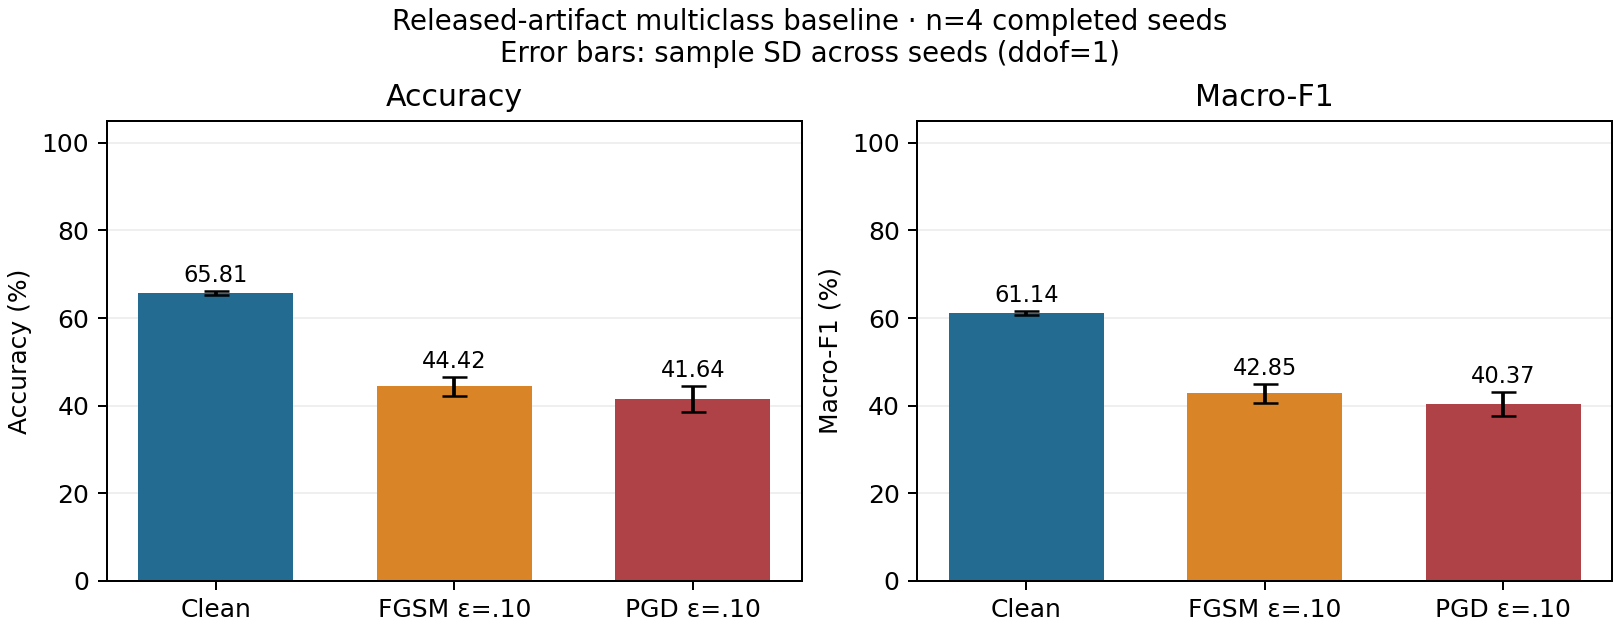 Released-artifact multiclass baseline · n=4 completed seeds
Error bars: sample SD across seeds (ddof=1)
Accuracy
Accuracy (%)
100
80
60
40
20
0
65.81
44.42
41.64
Clean
FGSM ε=.10
PGD ε=.10
Macro-F1
Macro-F1 (%)
100
80
60
40
20
0
61.14
42.85
40.37
Clean
FGSM ε=.10
PGD ε=.10